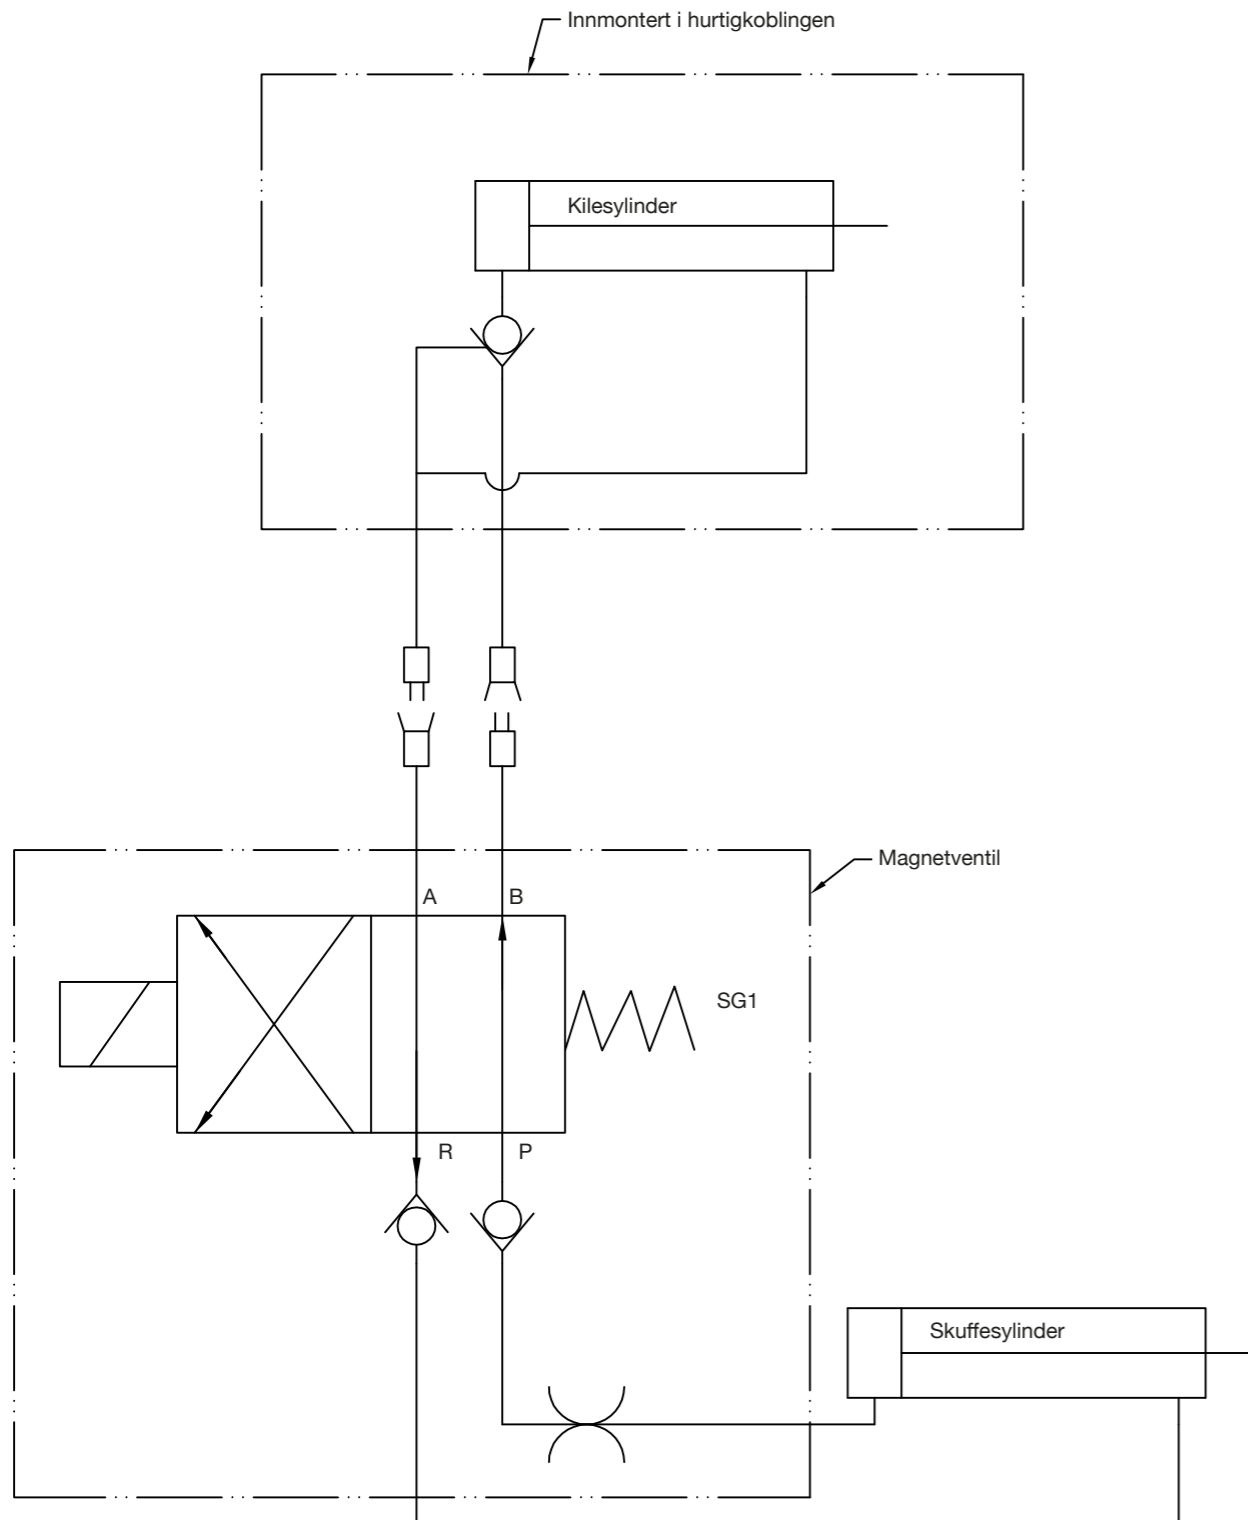 Innmontert i hurtigkoblingen
Kilesylinder
Magnetventil
A
B
SG1
R
P
Skuffesylinder